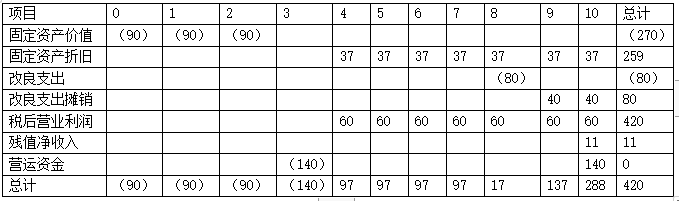 项目 0 1 2 3 4 5 6 7 8 9 10 总计
固定资产价值 （90） （90） （90） （270）
固定资产折旧 37 37 37 37 37 37 37 259
改良支出 （80） （80）
改良支出摊销 40 40 80
税后营业利润 60 60 60 60 60 60 60 420
残值净收入 11 11
营运资金 （140） 140 0
总计 （90） （90） （90） （140） 97 97 97 97 17 137 288 420